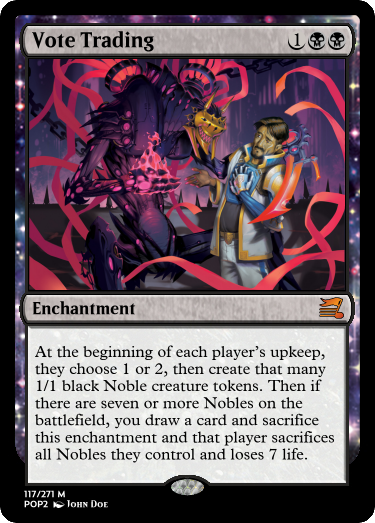 Vote Trading 1
Enchantment
At the beginning of each player's upkeep,
they choose 1 or 2, then create that many
1/1 black Noble creature tokens. Then if
there are seven or more Nobles on the
battlefield, you draw a card and sacrifice
this enchantment and that player sacrifices
all Nobles they control and loses 7 life.
117/271 M
POP2 John Doe